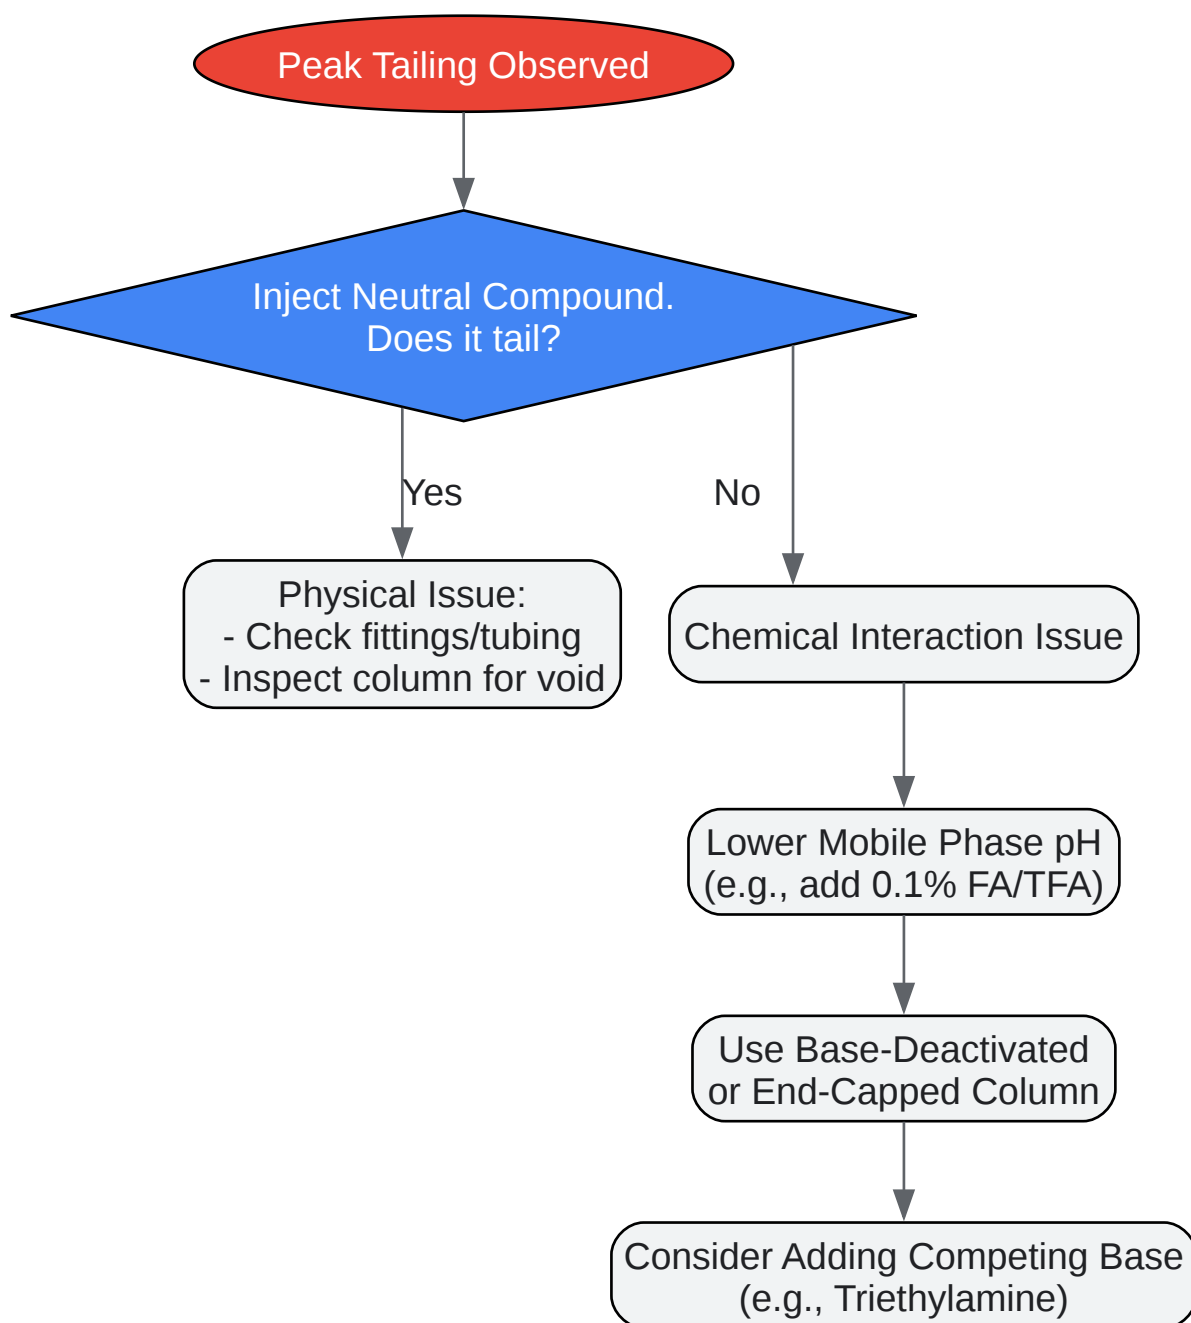 Peak Tailing Observed
Inject Neutral Compound.
Does it tail?
Yes
No
Physical Issue:
- Check fittings/tubing
- Inspect column for void
Chemical Interaction Issue
Lower Mobile Phase pH
(e.g., add 0.1% FA/TFA)
Use Base-Deactivated
or End-Capped Column
Consider Adding Competing Base
(e.g., Triethylamine)